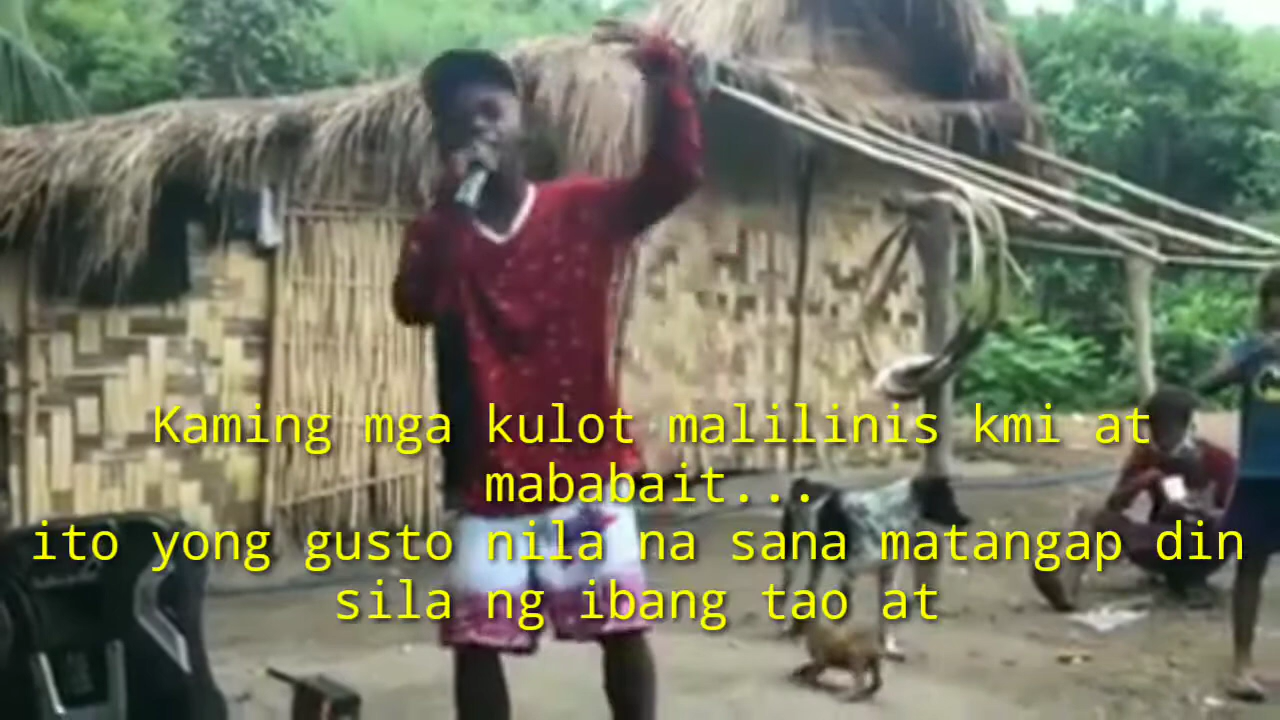 Kaming mga kulot malilinis kmi at
mababait...
ito yong gusto nila na sana matangap din
sila ng ibang tao at